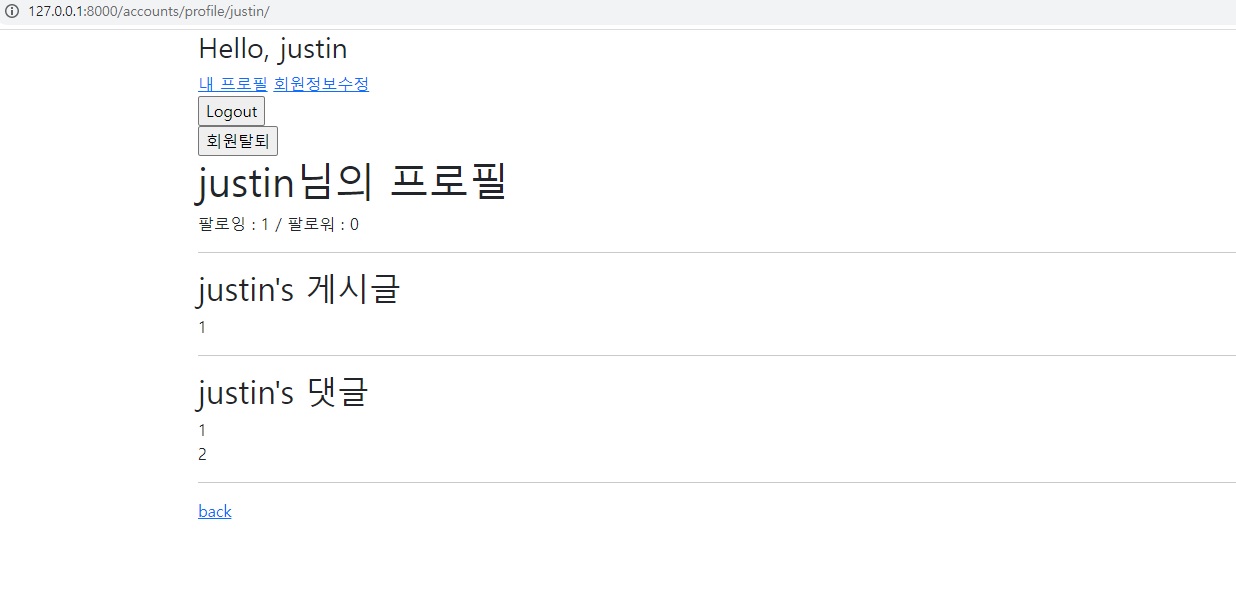 127.0.0.1:8000/accounts/profile/justin/
Hello, justin
내 프로필 회원정보수정
Logout
회원탈퇴
justin님의 프로필
팔로잉 : 1 / 팔로워 : 0
justin's 게시글
1
justin's 댓글
1
2
back